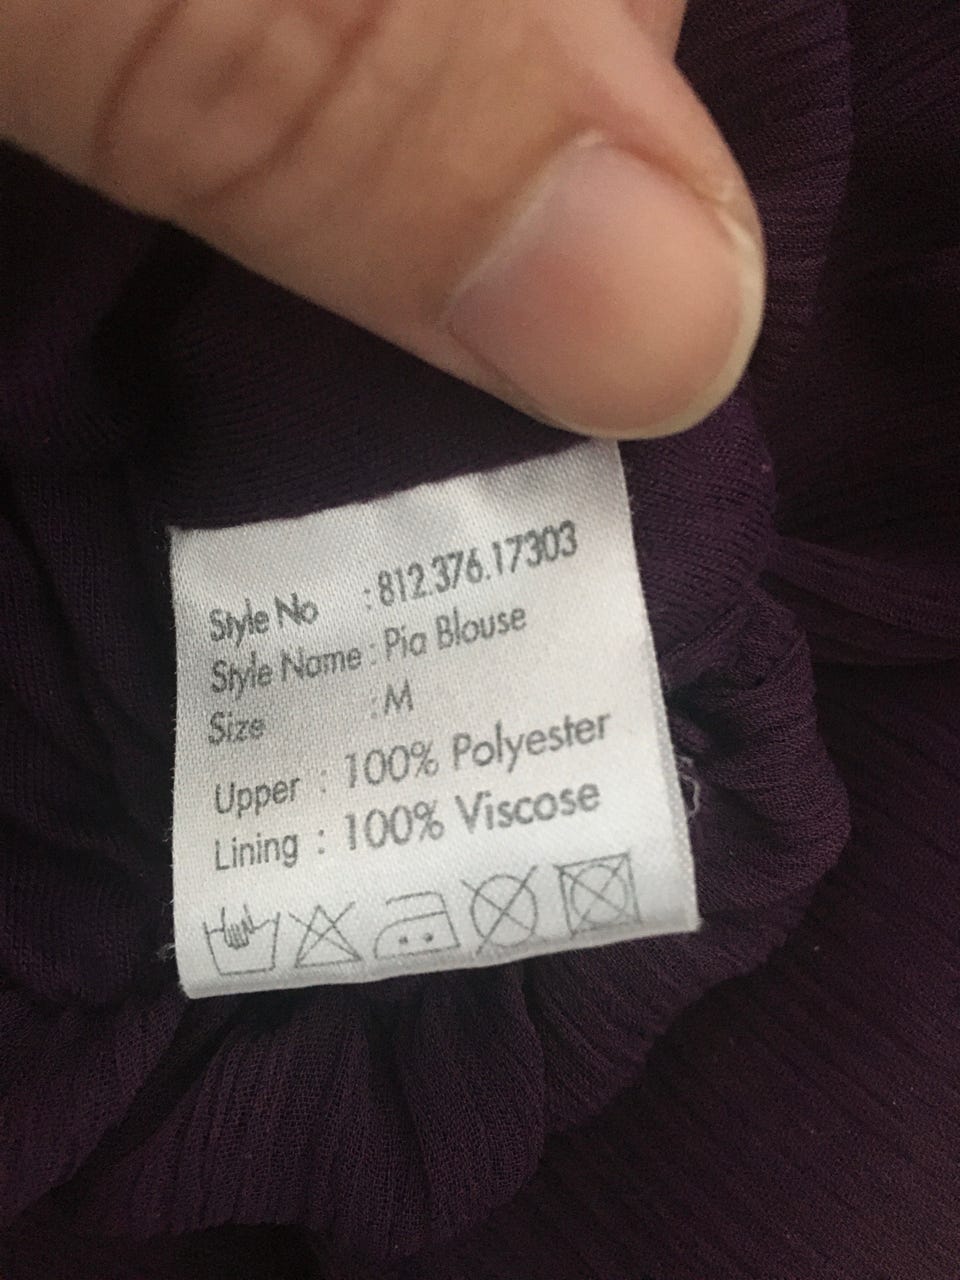 Style No : 812.376.17303
Style Name : Pia Blouse
Size : M
Upper : 100% Polyester
Lining : 100% Viscose